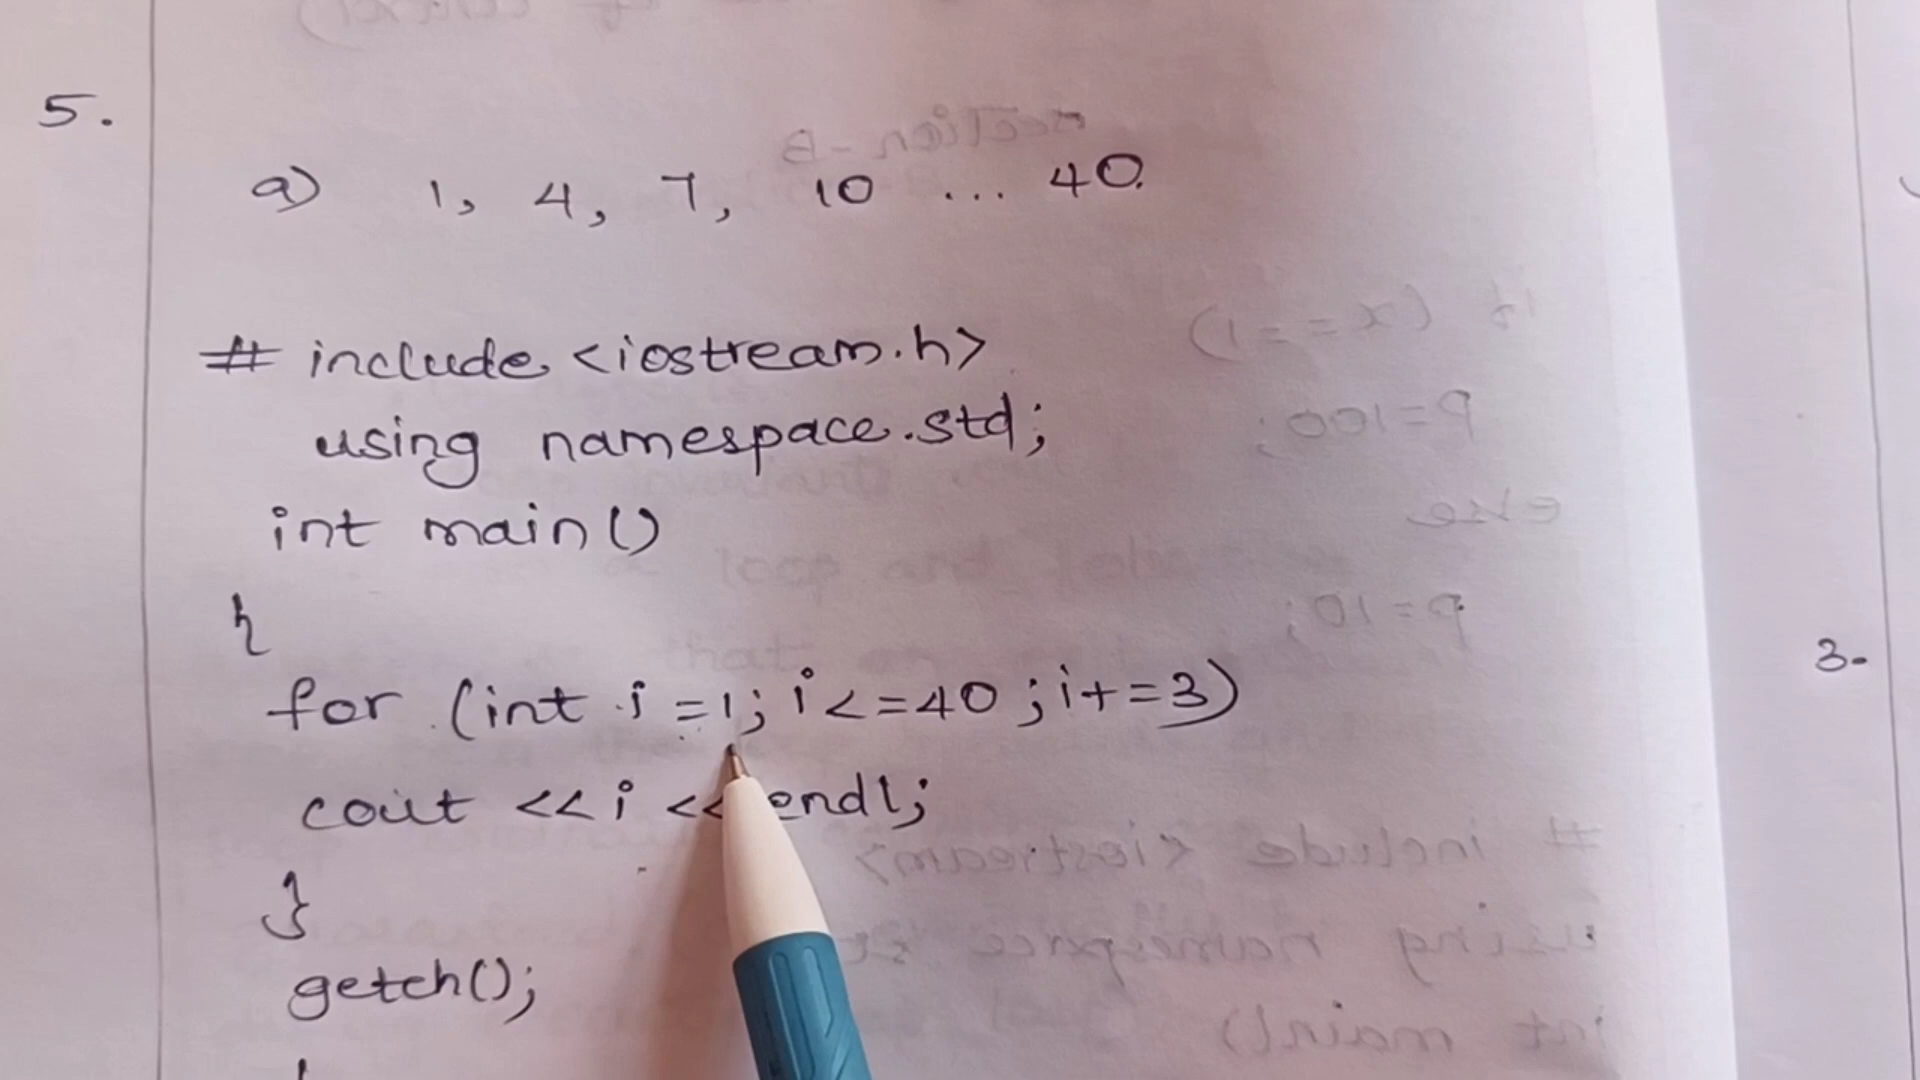 5.
a) 1, 4, 7, 10 ... 40.
# include <iostream.h>
using namespace.std;
int main()
{
for (int i=1; i<=40; i+=3)
cout <<i << endl;
}
getch();
3.